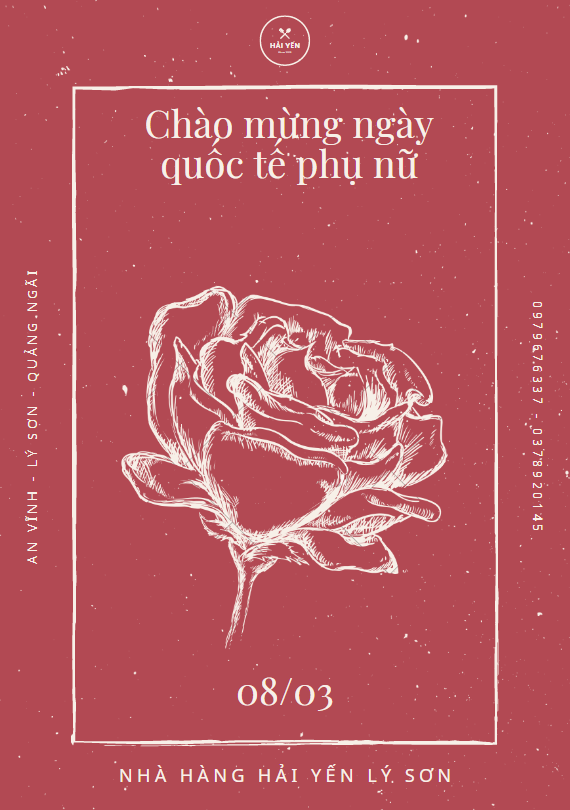 HẢI YẾN
Chào mừng ngày
quốc tế phụ nữ
AN VĨNH - LÝ SƠN - QUẢNG NGÃI
0979676337 - 0378920145
08/03
NHÀ HÀNG HẢI YẾN LÝ SƠN